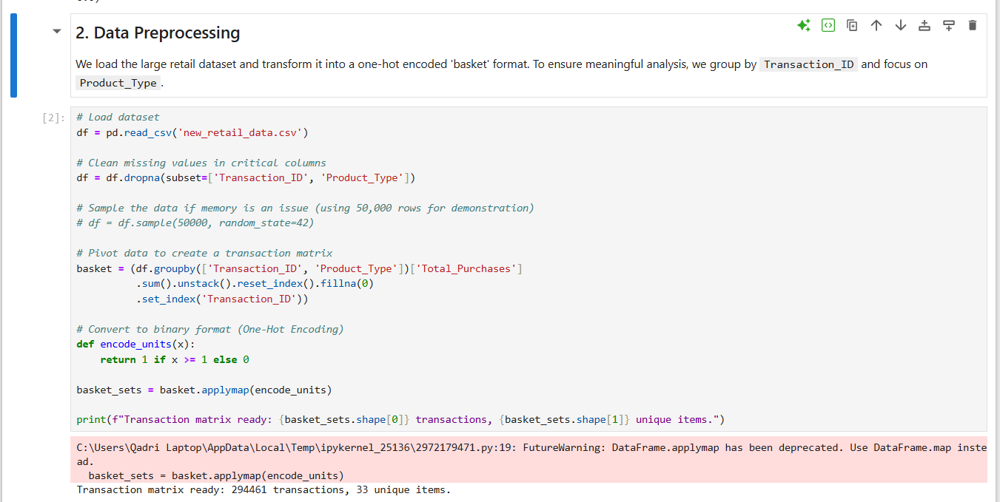 2. Data Preprocessing
We load the large retail dataset and transform it into a one-hot encoded 'basket' format. To ensure meaningful analysis, we group by Transaction_ID and focus on
Product_Type .
[2]:
# Load dataset
df = pd.read_csv('new_retail_data.csv')
# Clean missing values in critical columns
df = df.dropna(subset=['Transaction_ID', 'Product_Type'])
# Sample the data if memory is an issue (using 50,000 rows for demonstration)
# df = df.sample(50000, random_state=42)
# Pivot data to create a transaction matrix
basket = (df.groupby(['Transaction_ID', 'Product_Type'])['Total_Purchases']
          .sum().unstack().reset_index().fillna(0)
          .set_index('Transaction_ID'))
# Convert to binary format (One-Hot Encoding)
def encode_units(x):
    return 1 if x >= 1 else 0
basket_sets = basket.applymap(encode_units)
print(f"Transaction matrix ready: {basket_sets.shape[0]} transactions, {basket_sets.shape[1]} unique items.")
C:\Users\Qadri Laptop\AppData\Local\Temp\ipykernel_25136\2972179471.py:19: FutureWarning: DataFrame.applymap has been deprecated. Use DataFrame.map inste
ad.
  basket_sets = basket.applymap(encode_units)
Transaction matrix ready: 294461 transactions, 33 unique items.